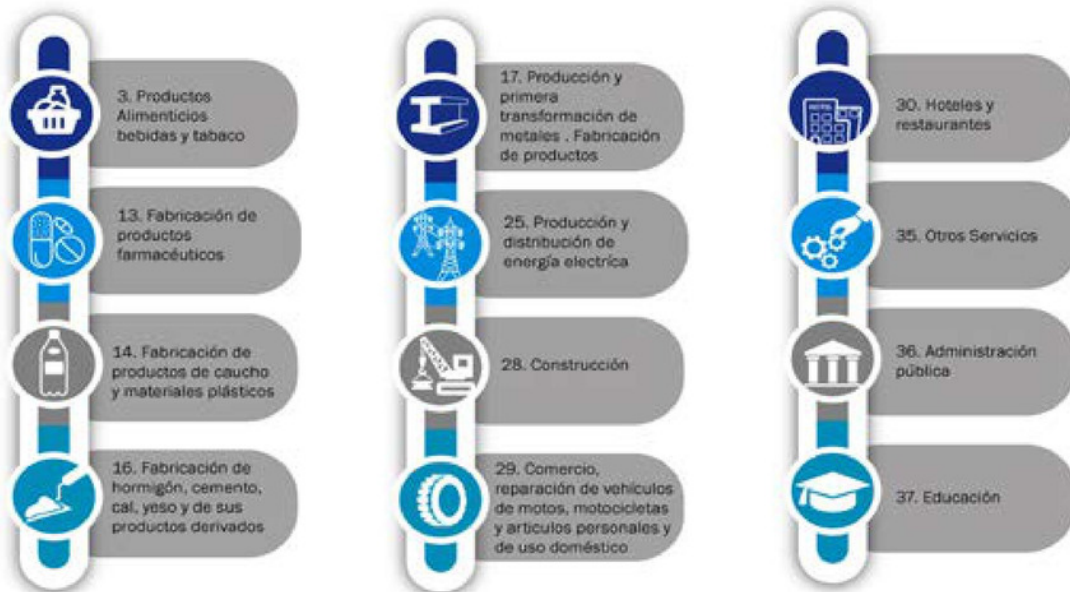 3. Productos
Alimenticios
bebidas y tabaco
13. Fabricación de
productos
farmacéuticos
14. Fabricación de
productos de caucho
y materiales plásticos
16. Fabricación de
hormigón, cemento,
cal, yeso y de sus
productos derivados
17. Producción y
primera
transformación de
metales . Fabricación
de productos
25. Producción y
distribución de
energía electríca
28. Construcción
29. Comercio,
reparación de vehículos
de motos, motocicletas
y articulos personales y
de uso doméstico
HOTEL
30. Hoteles y
restaurantes
35. Otros Servicios
36. Administración
pública
37. Educación